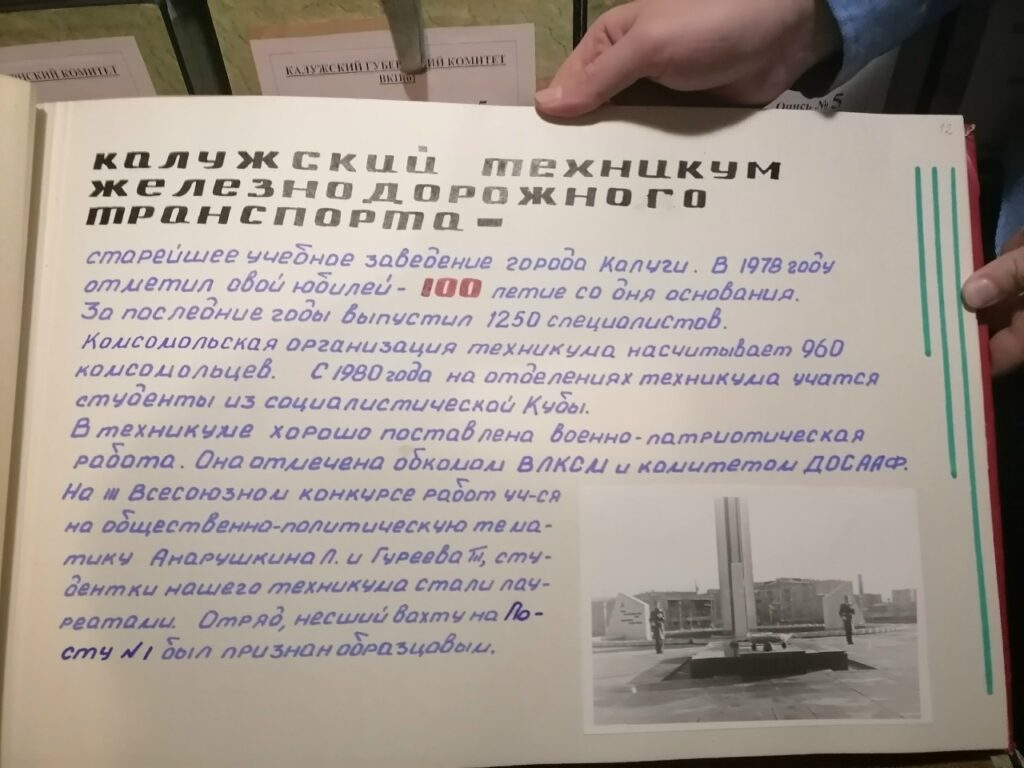 ИНСКИЙ КОМИТЕТ
КАЛУЖСКИЙ ГУБЕРНСКИЙ КОМИТЕТ
ВКП(б)
5
Опись № 5
12
КАЛУЖСКИЙ ТЕХНИКУМ
ЖЕЛЕЗНОДОРОЖНОГО
ТРАНСПОРТА -
старейшее учебное заведение города Калуги. В 1978 году
отметил свой юбилей - 100 летие со дня основания.
За последние годы выпустил 1250 специалистов.
Комсомольская организация техникума насчитывает 960
комсомольцев. С 1980 года на отделениях техникума учатся
студенты из социалистической Кубы.
В техникуме хорошо поставлена военно-патриотическая
работа. Она отмечена обкомом ВЛКСМ и комитетом ДОСААФ.
На III Всесоюзном конкурсе работ уч-ся
на общественно-политическую тема-
тику Анарушкина Л. и Гуреева Т, сту-
дентки нашего техникума стали лау-
реатами. Отряд, несший вахту на По-
сту №1 был признан образцовым.